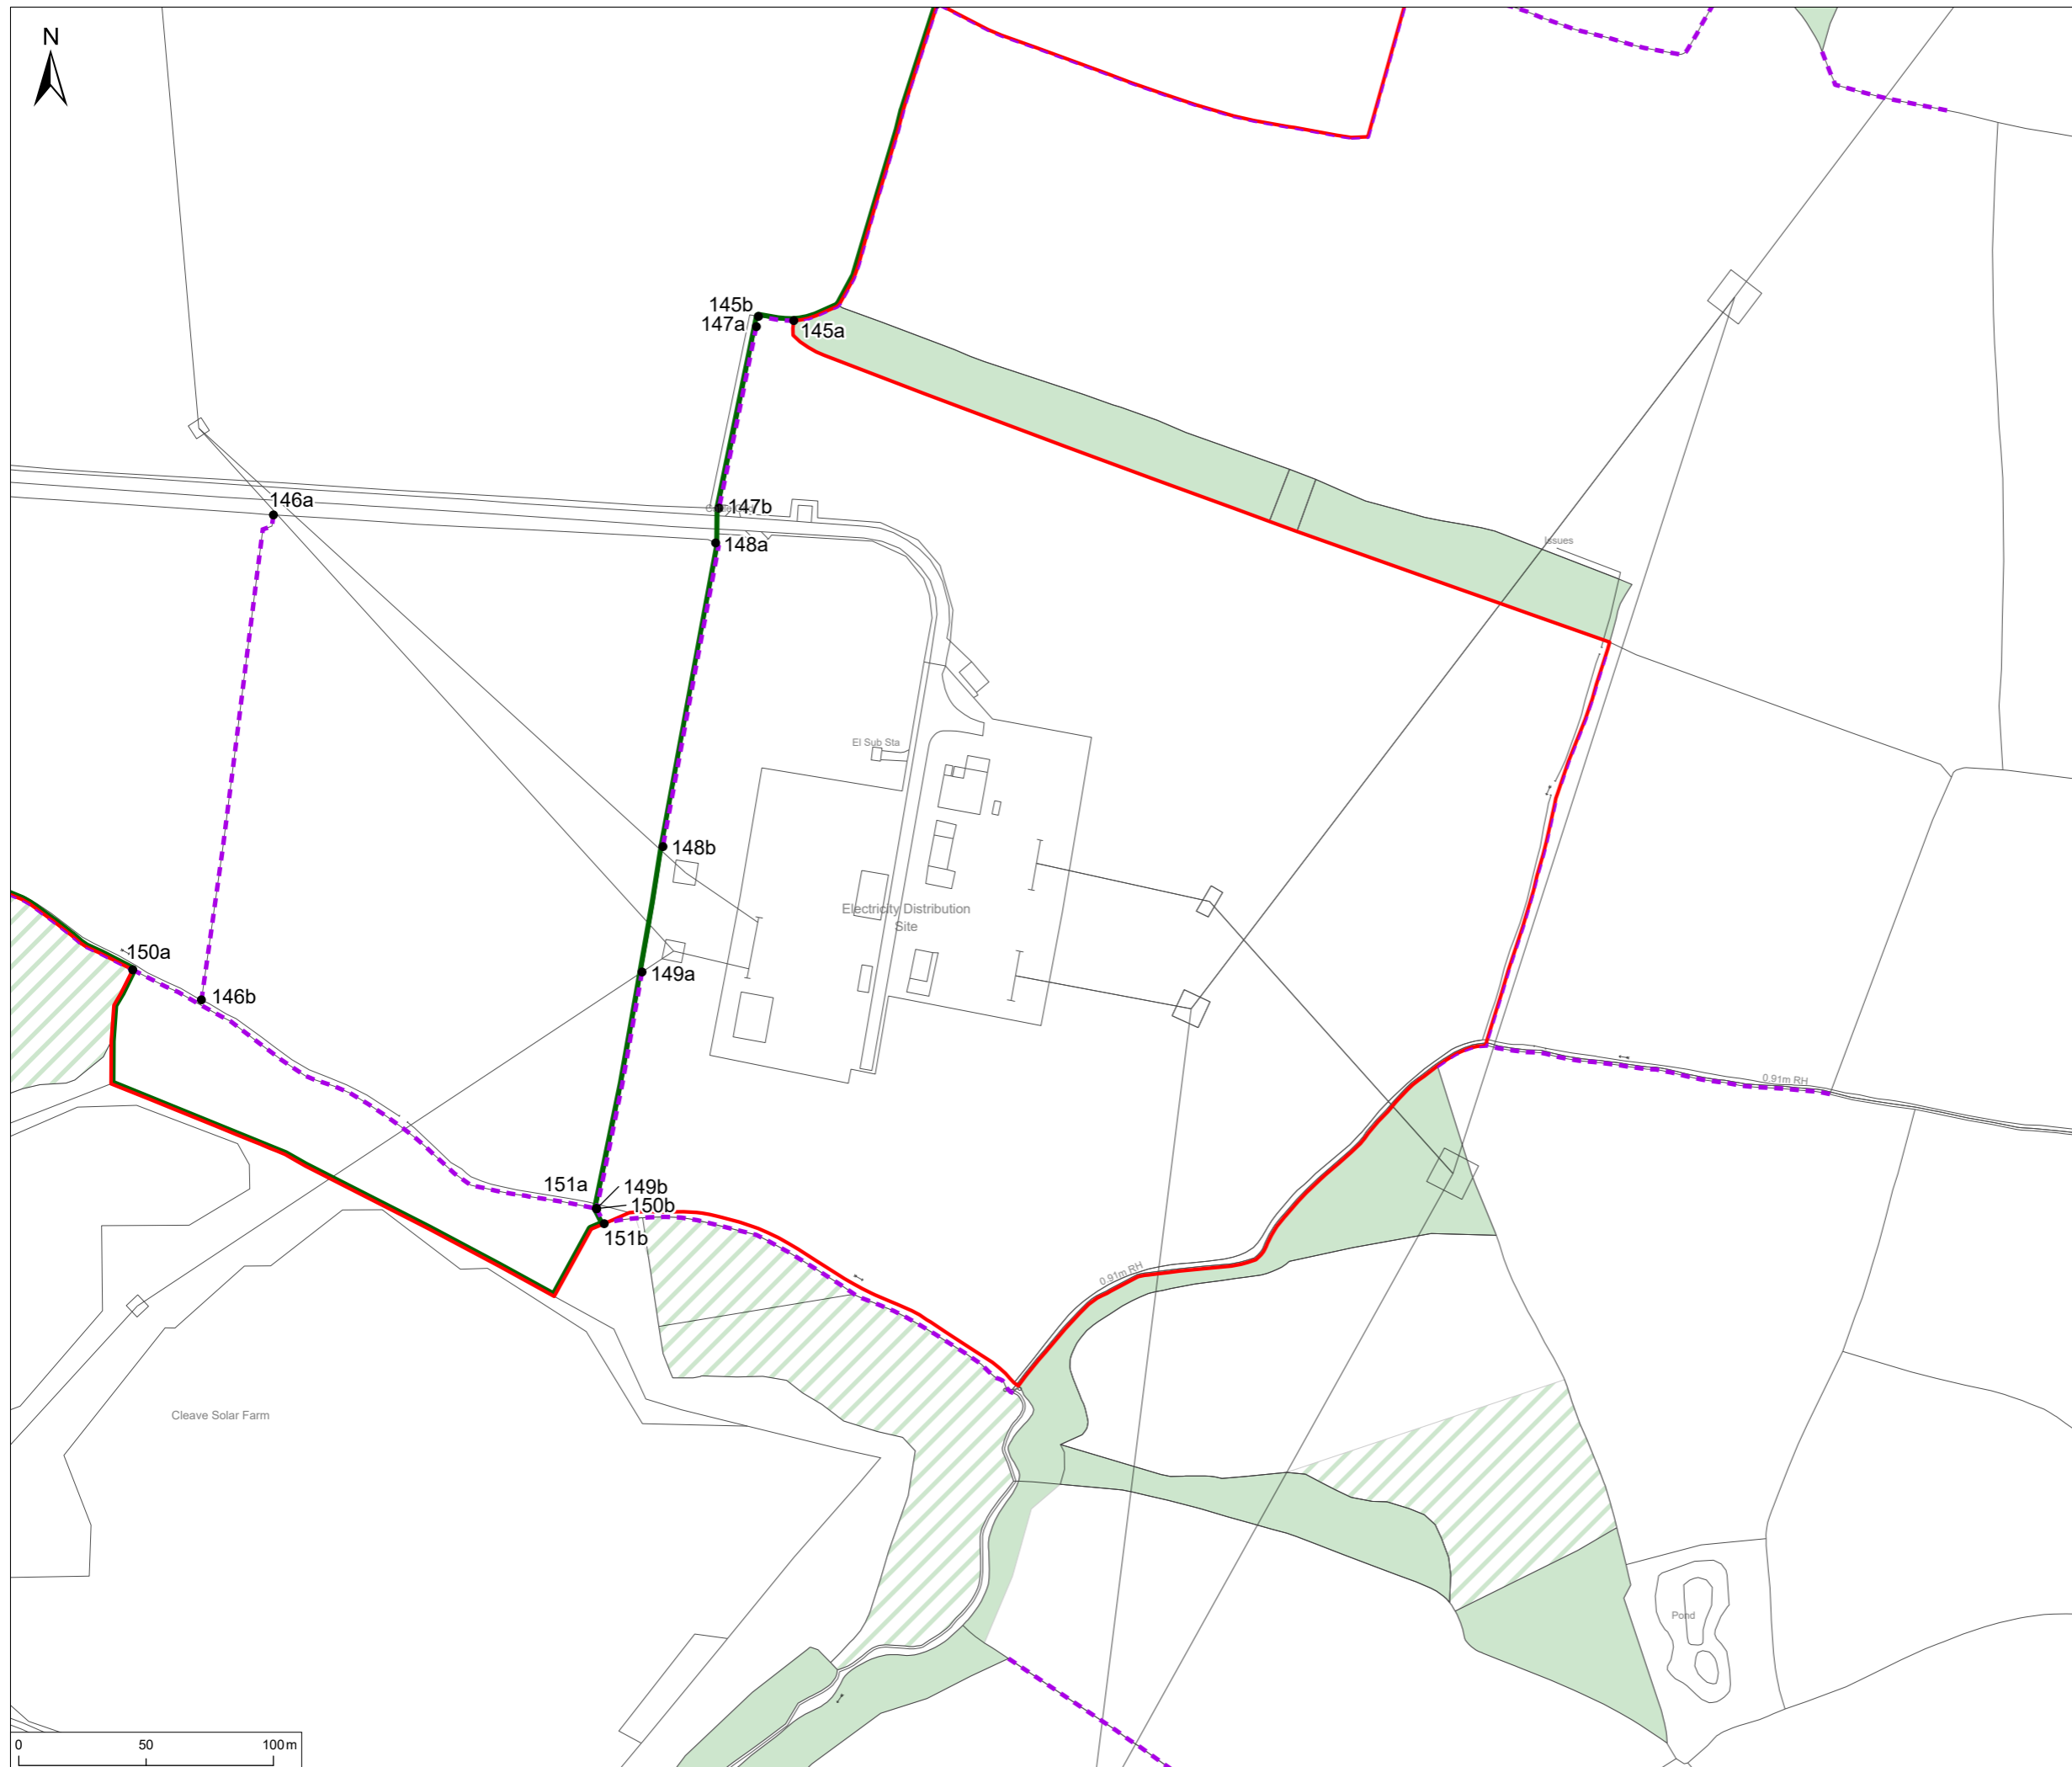 N
145b
147a
145a
146a
147b
148a
Issues
El Sub Sta
148b
Electricity Distribution
Site
150a
149a
146b
0.91m RH
151a
149b
150b
151b
0.91m RH
Cleave Solar Farm
Pond
0
50
100m